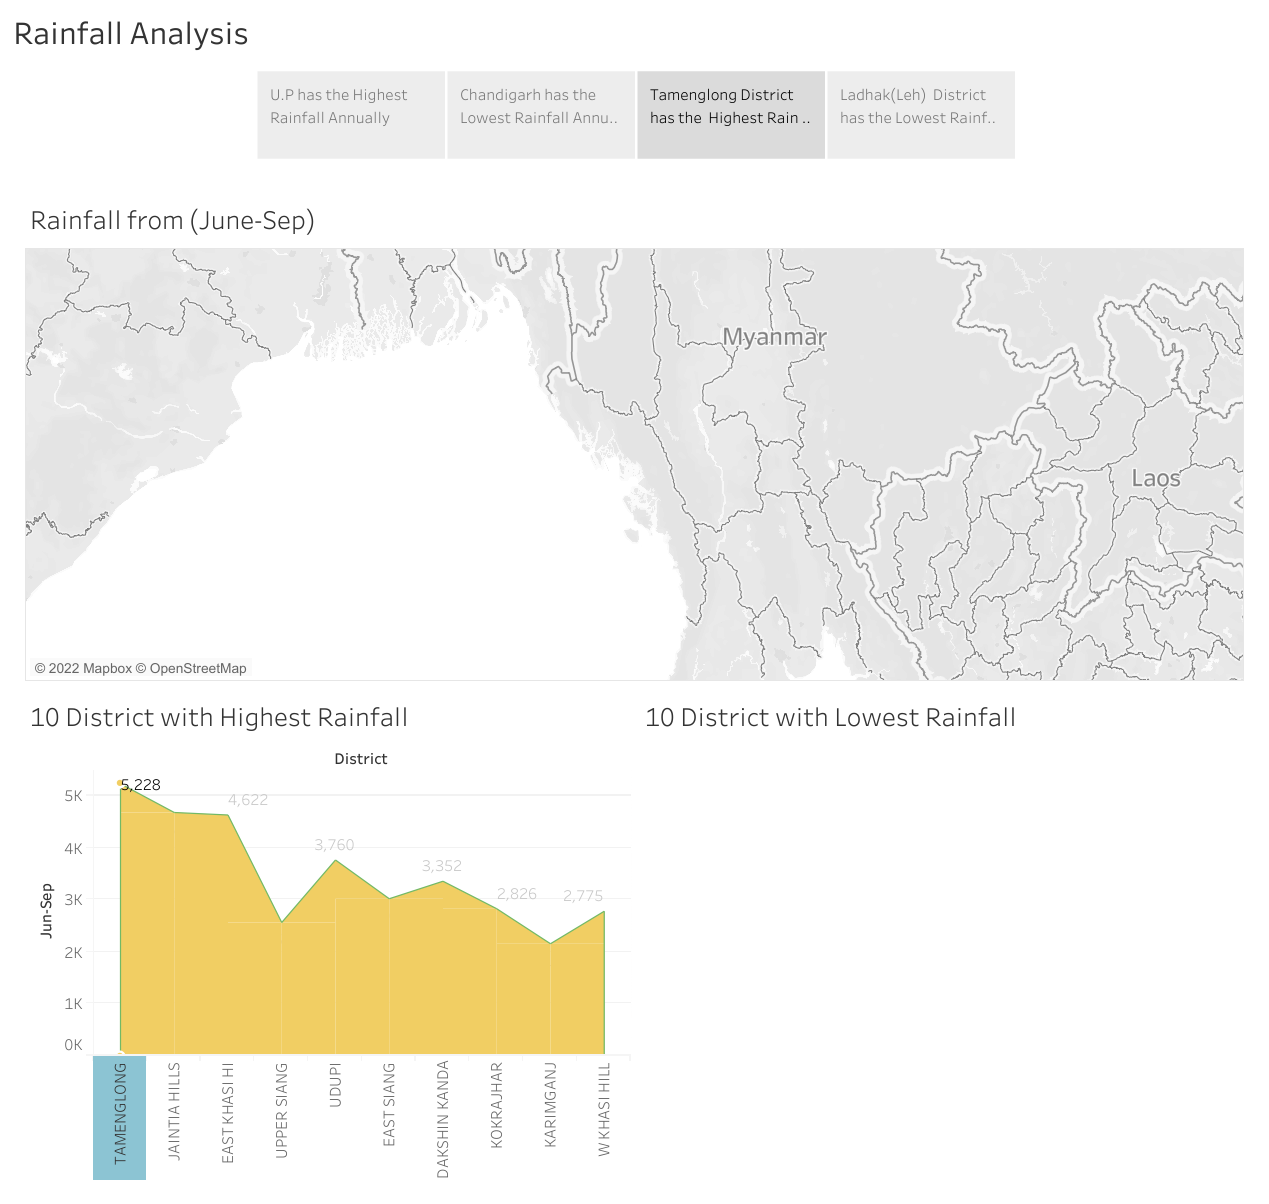 Rainfall Analysis
U.P has the Highest
Rainfall Annually
Chandigarh has the
Lowest Rainfall Annu..
Tamenglong District
has the  Highest Rain ..
Ladhak(Leh)  District
has the Lowest Rainf..
Rainfall from (June-Sep)
Myanmar
Laos
© 2022 Mapbox © OpenStreetMap
10 District with Highest Rainfall
10 District with Lowest Rainfall
District
5,228
4,622
3,760
3,352
2,826
2,775
5K
4K
3K
2K
1K
0K
Jun-Sep
TAMENGLONG
JAINTIA HILLS
EAST KHASI HI
UPPER SIANG
UDUPI
EAST SIANG
DAKSHIN KANDA
KOKRAJHAR
KARIMGANJ
W KHASI HILL